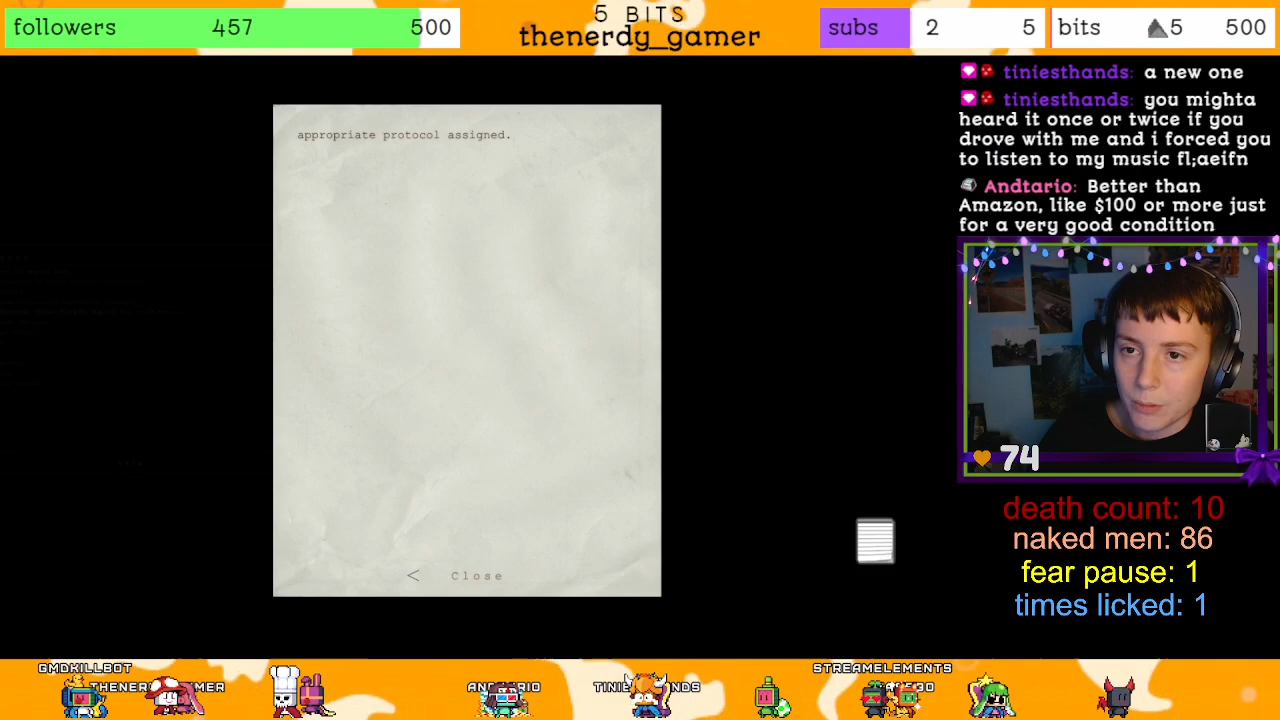 followers 457 500
5 BITS
thenerdy_gamer
subs 2 5
bits 5 500
tiniesthands: a new one
tiniesthands: you mighta
heard it once or twice if you
drove with me and i forced you
to listen to my music fl;aeifn
Andtario: Better than
Amazon, like $100 or more just
for a very good condition
appropriate protocol assigned.
< Close
74
death count: 10
naked men: 86
fear pause: 1
times licked: 1
GMDKILLBOT
STREAMELEMENTS